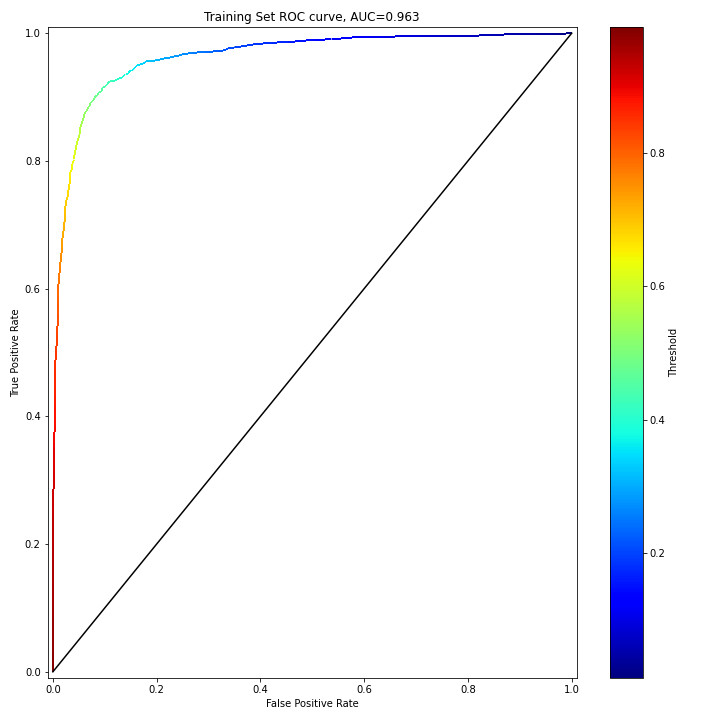 Training Set ROC curve, AUC=0.963
1.0
0.8
0.6
0.4
0.2
0.0
True Positive Rate
0.0 0.2 0.4 0.6 0.8 1.0
False Positive Rate
0.8
0.6
0.4
0.2
Threshold